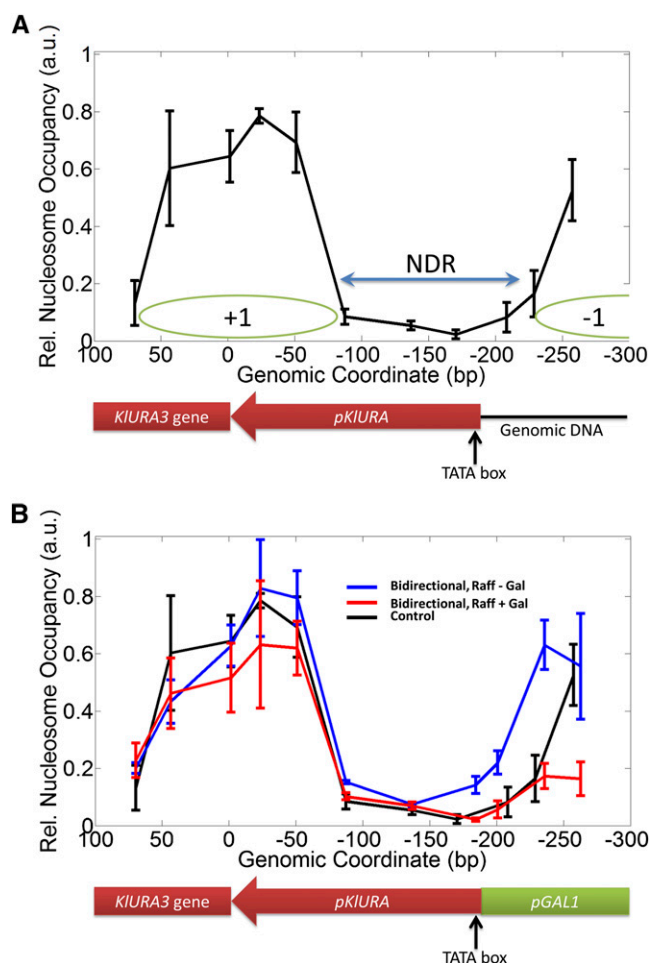 A
Rel. Nucleosome Occupancy (a.u.)
1
0.8
0.6
0.4
0.2
0
NDR
+1
-1
100 50 0 -50 -100 -150 -200 -250 -300
Genomic Coordinate (bp)
KlURA3 gene
pKlURA
Genomic DNA
TATA box
B
Rel. Nucleosome Occupancy (a.u.)
1
0.8
0.6
0.4
0.2
0
Bidirectional, Raff - Gal
Bidirectional, Raff + Gal
Control
100 50 0 -50 -100 -150 -200 -250 -300
Genomic Coordinate (bp)
KlURA3 gene
pKlURA
pGAL1
TATA box